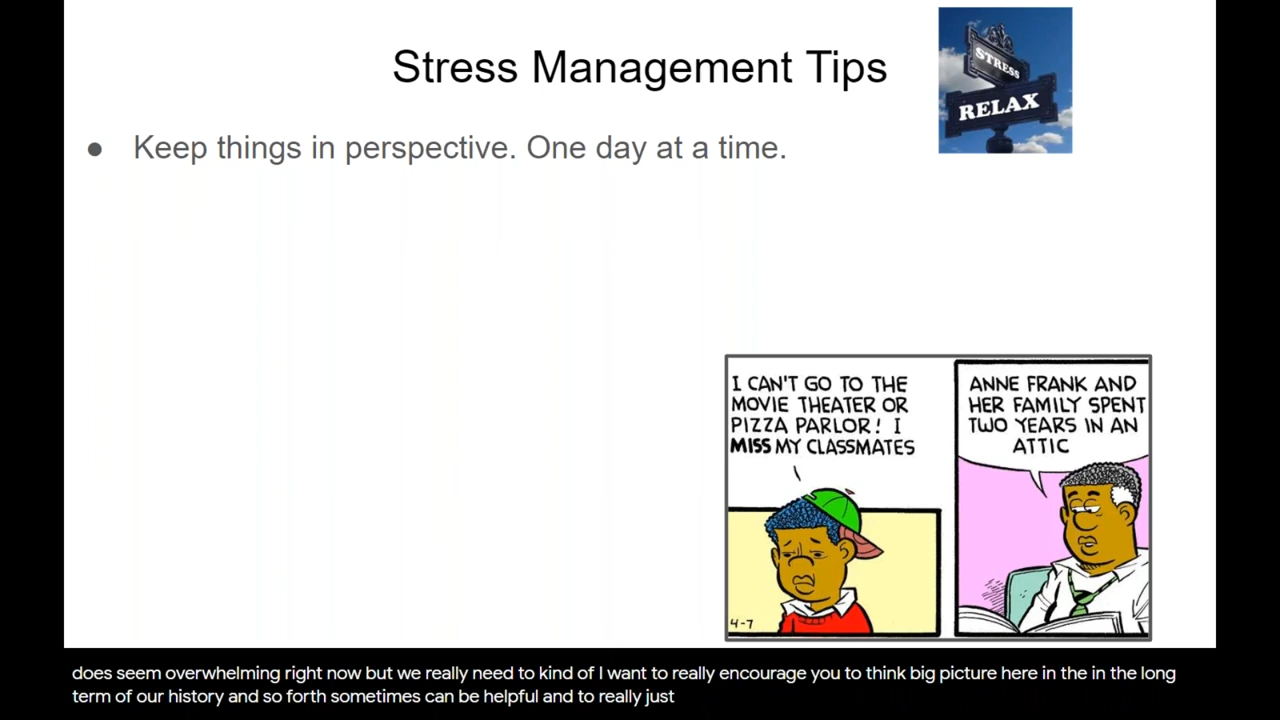 Stress Management Tips
STRESS
RELAX
● Keep things in perspective. One day at a time.
I CAN'T GO TO THE
MOVIE THEATER OR
PIZZA PARLOR! I
MISS MY CLASSMATES
4-7
ANNE FRANK AND
HER FAMILY SPENT
TWO YEARS IN AN
ATTIC
does seem overwhelming right now but we really need to kind of I want to really encourage you to think big picture here in the in the long
term of our history and so forth sometimes can be helpful and to really just